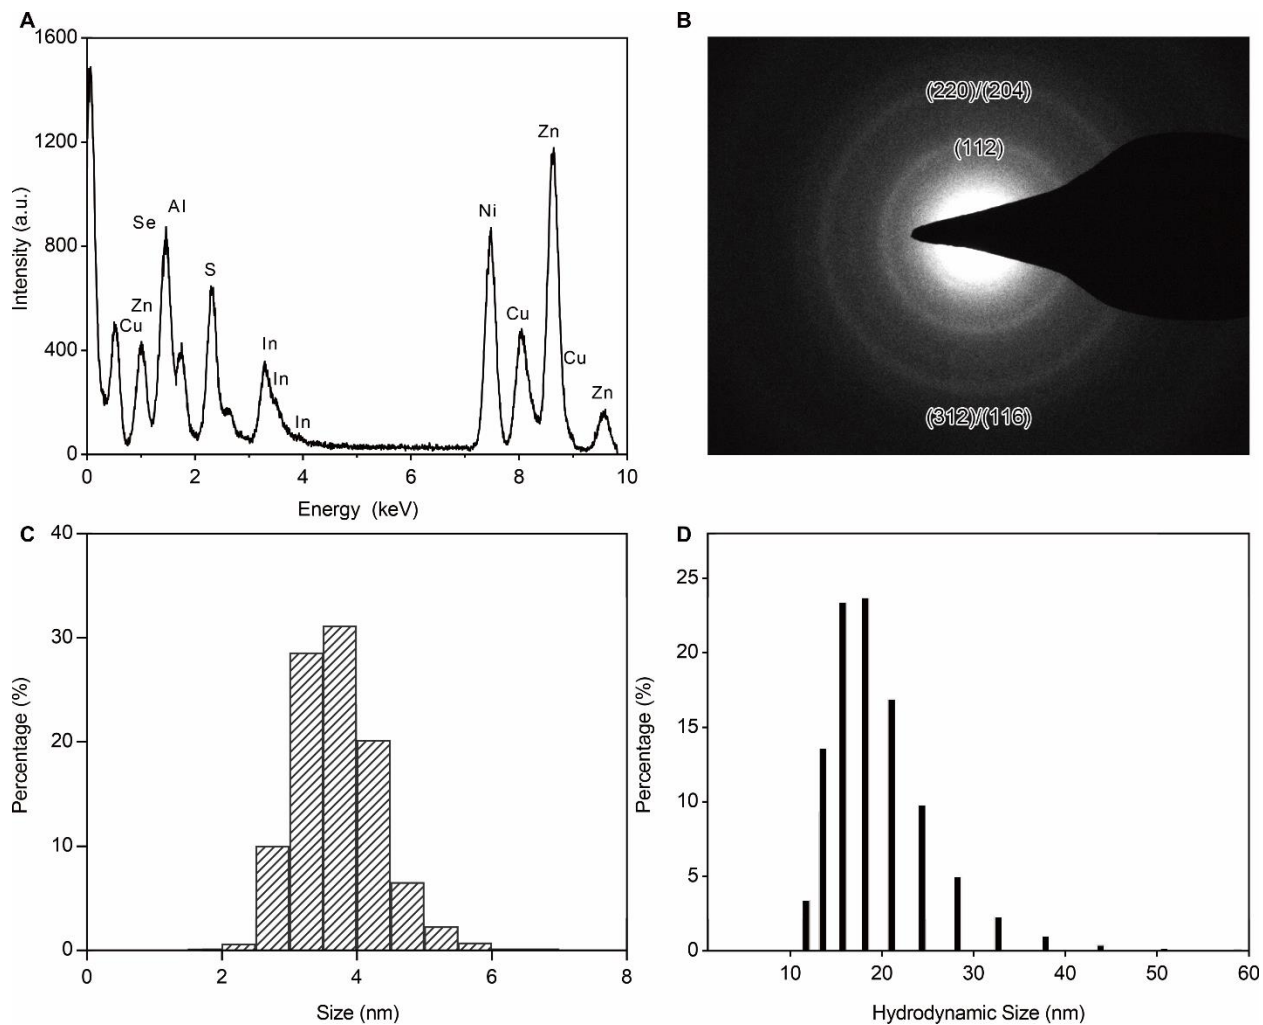 A
1600
1200
800
400
0
Intensity (a.u.)
Se
Al
Cu
Zn
S
In
In
In
Ni
Cu
Zn
Cu
Zn
0
2
4
6
8
10
Energy (keV)
B
(220)/(204)
(112)
(312)/(116)
C
40
30
20
10
0
Percentage (%)
0
2
4
6
8
Size (nm)
D
25
20
15
10
5
0
Percentage (%)
10
20
30
40
50
60
Hydrodynamic Size (nm)